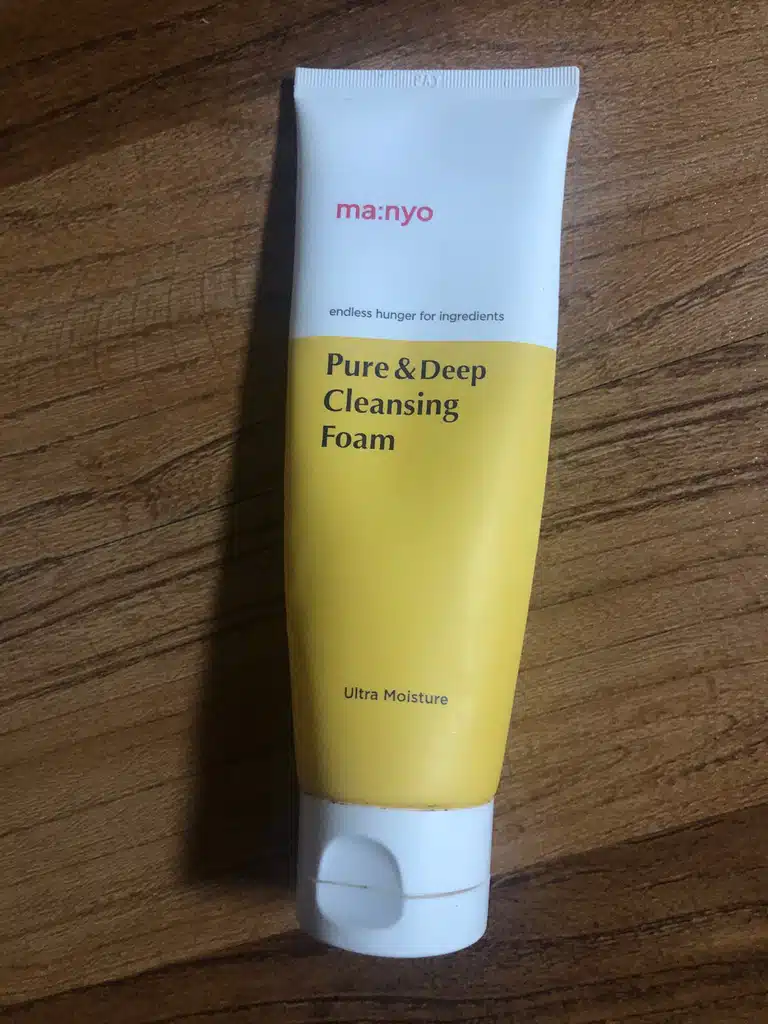 ma:nyo
endless hunger for ingredients
Pure & Deep
Cleansing
Foam
Ultra Moisture